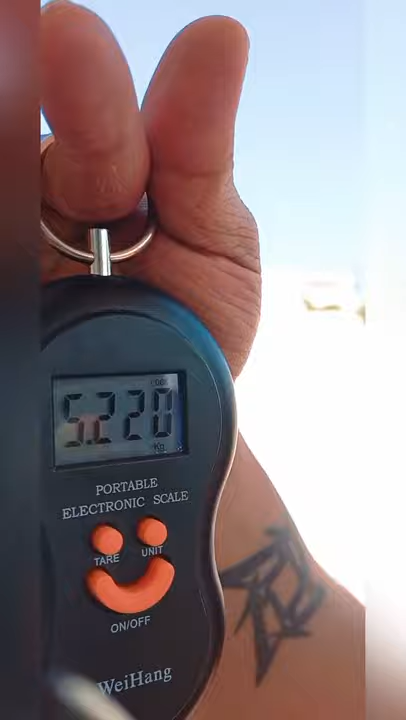 5.220
Kg
PORTABLE
ELECTRONIC SCALE
TARE UNIT
ON/OFF
WeiHang